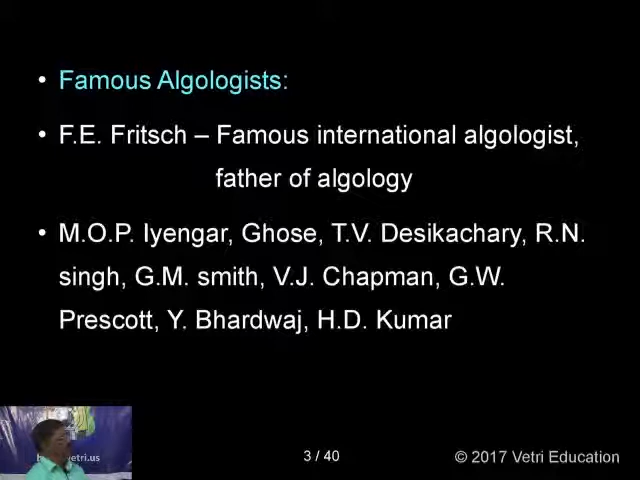 • Famous Algologists:
• F.E. Fritsch – Famous international algologist,
father of algology
• M.O.P. Iyengar, Ghose, T.V. Desikachary, R.N.
singh, G.M. smith, V.J. Chapman, G.W.
Prescott, Y. Bhardwaj, H.D. Kumar
3 / 40
© 2017 Vetri Education